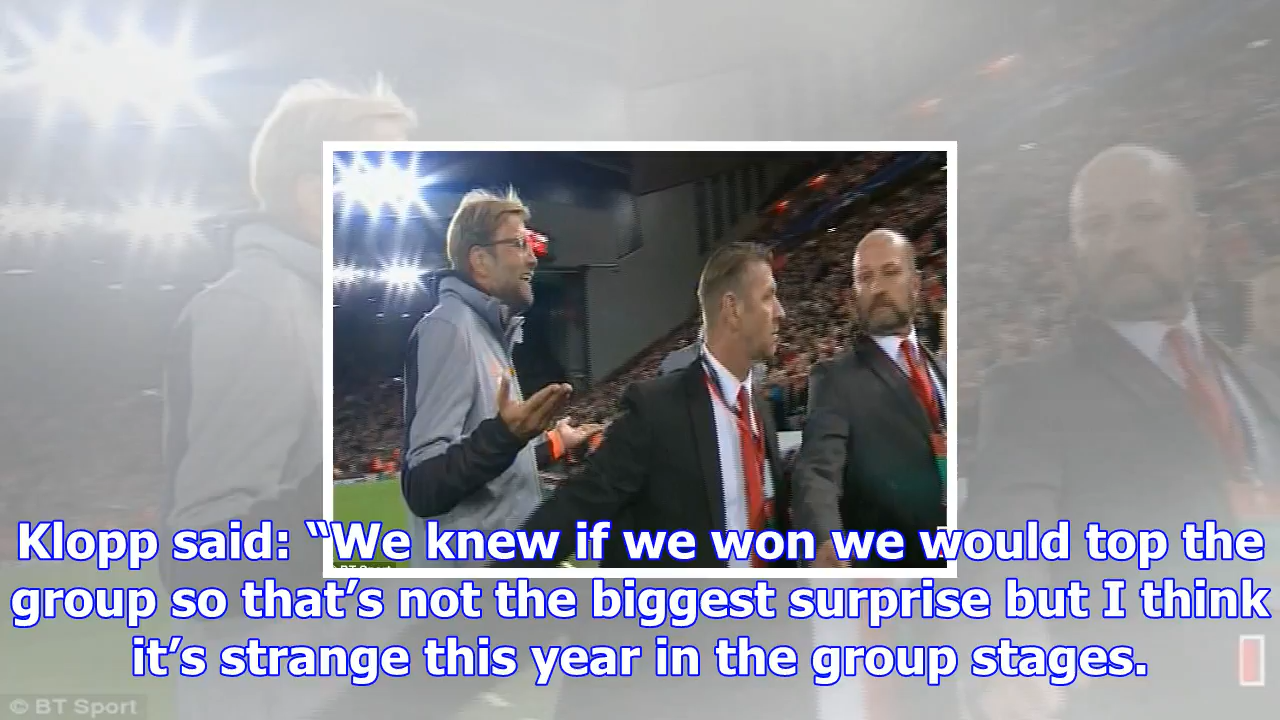 Klopp said: “We knew if we won we would top the
group so that’s not the biggest surprise but I think
it’s strange this year in the group stages.
© BT Sport